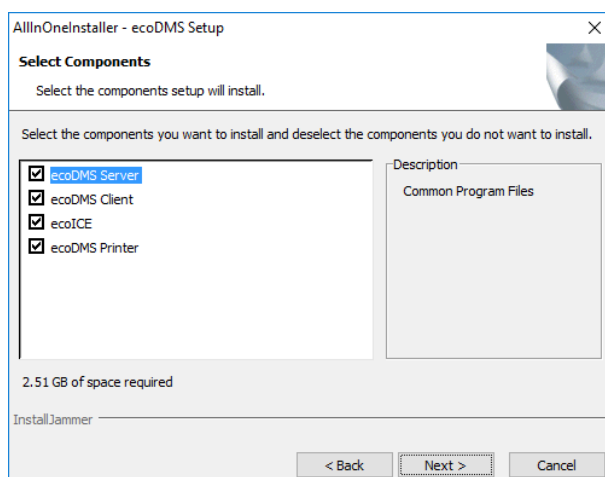 AllInOneInstaller - ecoDMS Setup
Select Components
Select the components setup will install.
Select the components you want to install and deselect the components you do not want to install.
ecoDMS Server
ecoDMS Client
ecoICE
ecoDMS Printer
Description
Common Program Files
2.51 GB of space required
InstallJammer
< Back
Next >
Cancel